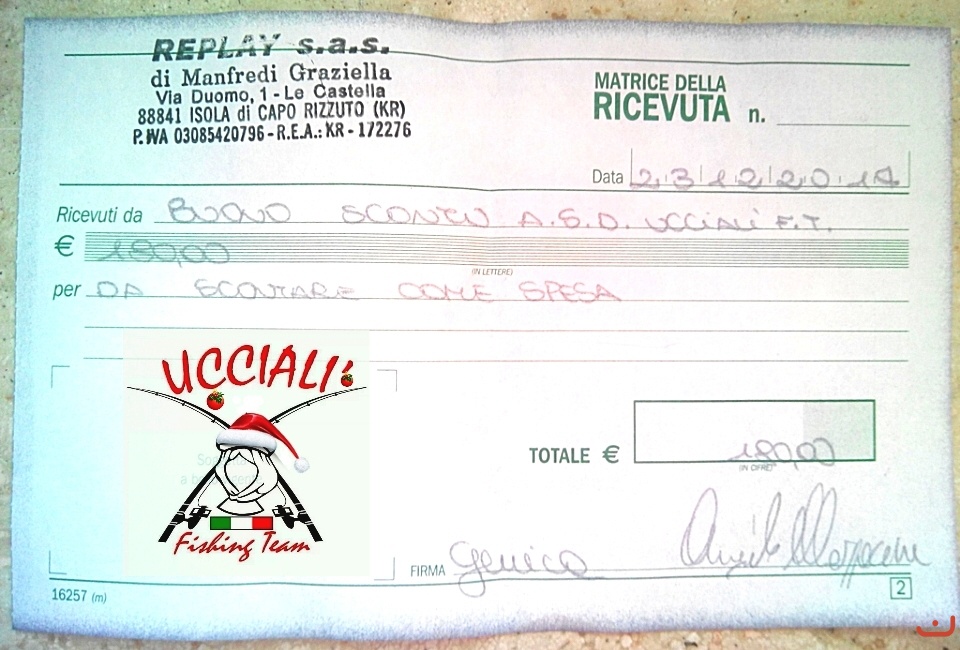 REPLAY s.a.s.
di Manfredi Graziella
Via Duomo, 1 - Le Castella
88841 ISOLA di CAPO RIZZUTO (KR)
P.IVA 03085420796 - R.E.A.: KR - 172276
MATRICE DELLA
RICEVUTA n.
Data 23 12 2014
Ricevuti da BUONO SCONTO A.S.D. UCCIALÌ F.T.
€ 180,00
(IN LETTERE)
per DA SCONTARE COME SPESA
UCCIALI'
Fishing Team
TOTALE € 180,00
(IN CIFRE)
FIRMA
16257 (m)
2